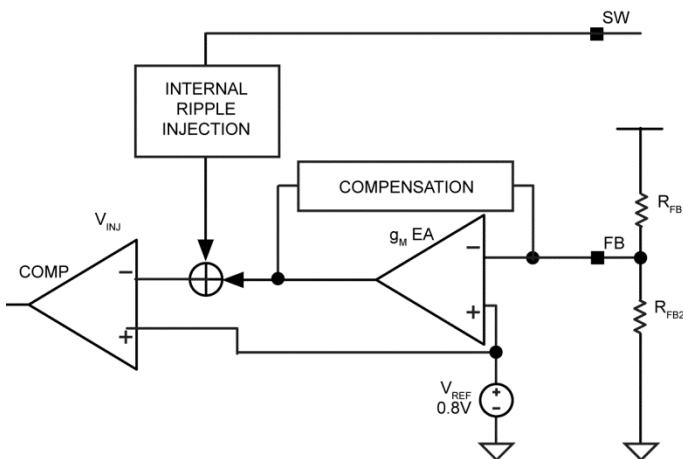 SW
INTERNAL
RIPPLE
INJECTION
COMPENSATION
R_FB
V_INJ
g_M EA
FB
COMP
−
+
−
+
R_FB2
V_REF
0.8V
+
−